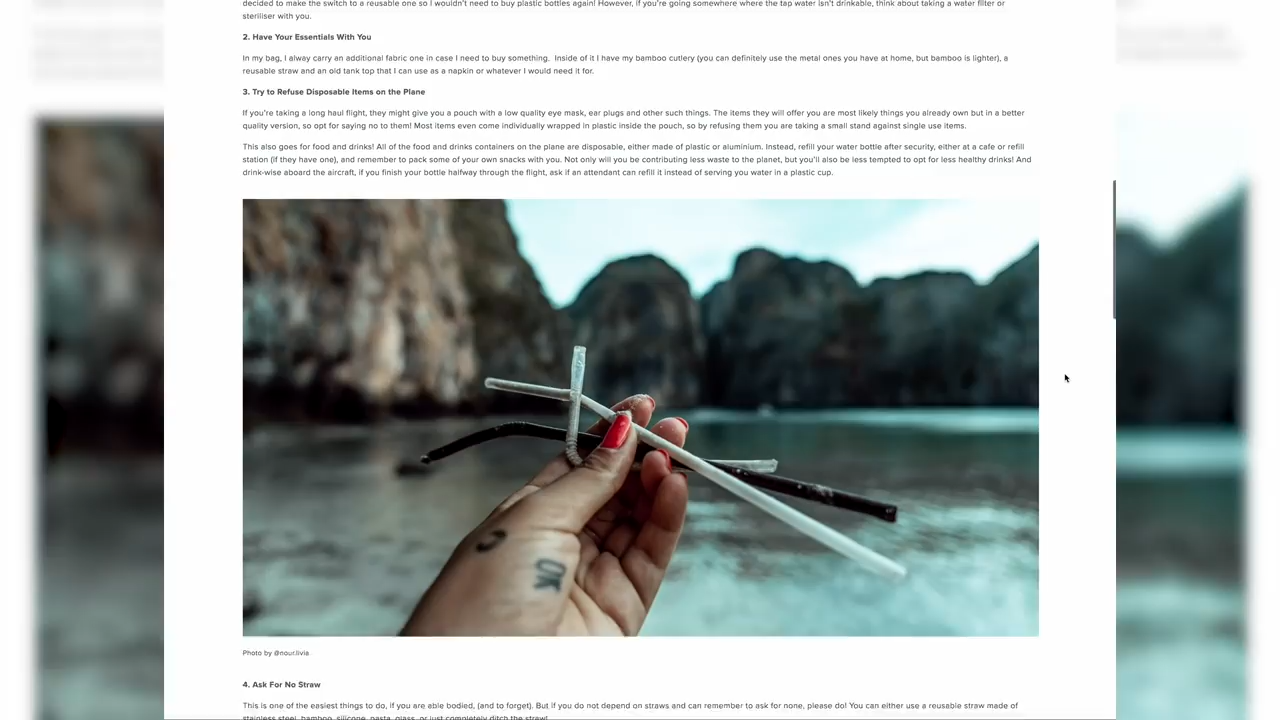 decided to make the switch to a reusable one so I wouldn't need to buy plastic bottles again! However, if you're going somewhere where the tap water isn't drinkable, think about taking a water filter or
steriliser with you.
2. Have Your Essentials With You
In my bag, I alway carry an additional fabric one in case I need to buy something. Inside of it I have my bamboo cutlery (you can definitely use the metal ones you have at home, but bamboo is lighter), a
reusable straw and an old tank top that I can use as a napkin or whatever I would need it for.
3. Try to Refuse Disposable Items on the Plane
If you're taking a long haul flight, they might give you a pouch with a low quality eye mask, ear plugs and other such things. The items they will offer you are most likely things you already own but in a better
quality version, so opt for saying no to them! Most items even come individually wrapped in plastic inside the pouch, so by refusing them you are taking a small stand against single use items.
This also goes for food and drinks! All of the food and drinks containers on the plane are disposable, either made of plastic or aluminium. Instead, refill your water bottle after security, either at a cafe or refill
station (if they have one), and remember to pack some of your own snacks with you. Not only will you be contributing less waste to the planet, but you'll also be less tempted to opt for less healthy drinks! And
drink-wise aboard the aircraft, if you finish your bottle halfway through the flight, ask if an attendant can refill it instead of serving you water in a plastic cup.
OK
Photo by @nour.livia
4. Ask For No Straw
This is one of the easiest things to do, if you are able bodied, (and to forget). But if you do not depend on straws and can remember to ask for none, please do! You can either use a reusable straw made of
stainless steel, bamboo, silicone, pasta, glass, or just completely ditch the straw!